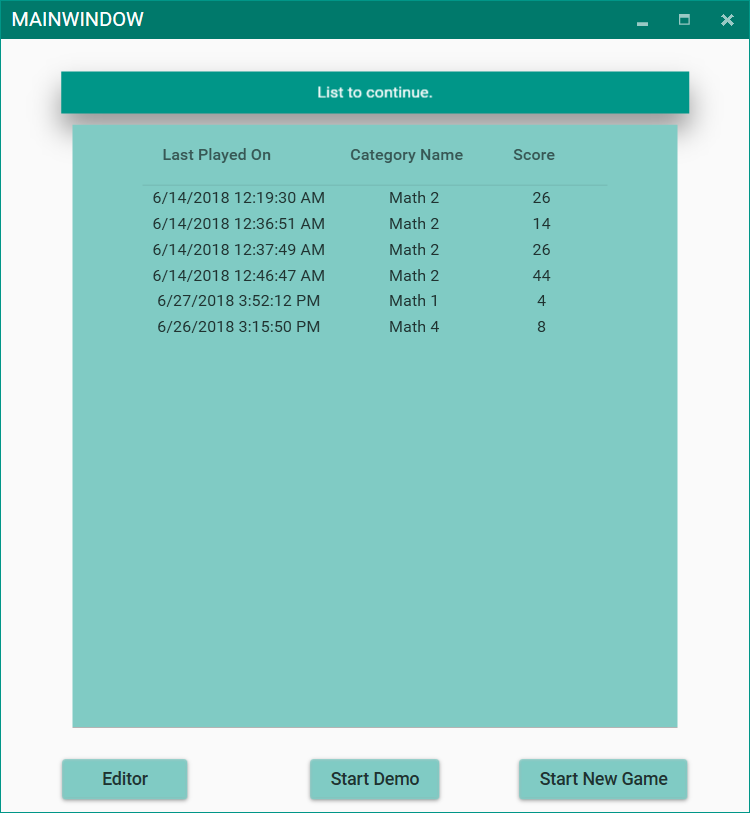 MAINWINDOW
List to continue.
Last Played On Category Name Score
6/14/2018 12:19:30 AM Math 2 26
6/14/2018 12:36:51 AM Math 2 14
6/14/2018 12:37:49 AM Math 2 26
6/14/2018 12:46:47 AM Math 2 44
6/27/2018 3:52:12 PM Math 1 4
6/26/2018 3:15:50 PM Math 4 8
Editor Start Demo Start New Game